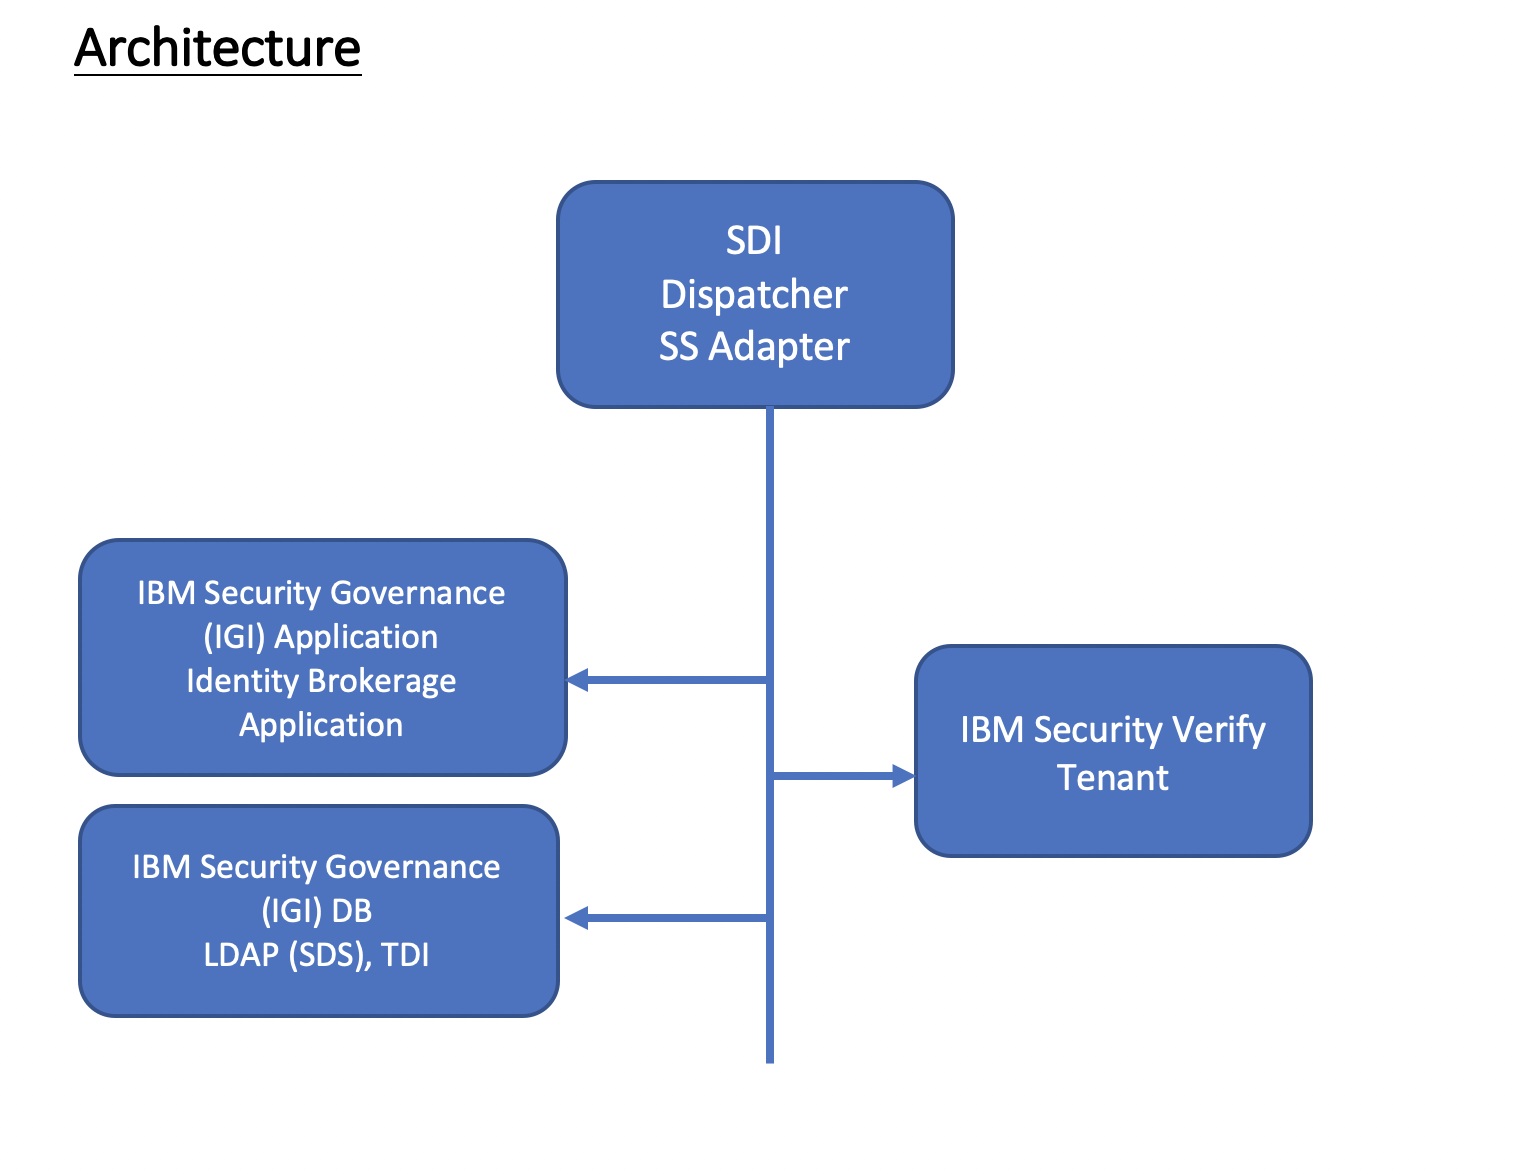 Architecture
SDI
Dispatcher
SS Adapter
IBM Security Governance
(IGI) Application
Identity Brokerage
Application
IBM Security Verify
Tenant
IBM Security Governance
(IGI) DB
LDAP (SDS), TDI